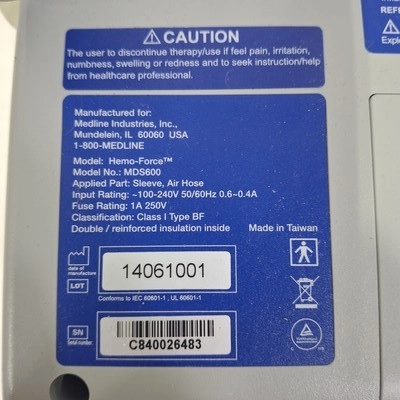 CAUTION
The user to discontinue therapy/use if feel pain, irritation,
numbness, swelling or redness and to seek instruction/help
from healthcare professional.
REF
Explo
Manufactured for:
Medline Industries, Inc.,
Mundelein, IL 60060 USA
1-800-MEDLINE
Model: Hemo-Force™
Model No.: MDS600
Applied Part: Sleeve, Air Hose
Input Rating: ~100-240V 50/60Hz 0.6~0.4A
Fuse Rating: 1A 250V
Classification: Class I Type BF
Double / reinforced insulation inside
Made in Taiwan
date of
manufacture
LOT
14061001
Conforms to IEC 60601-1 , UL 60601-1
SN
Serial number
C840026483